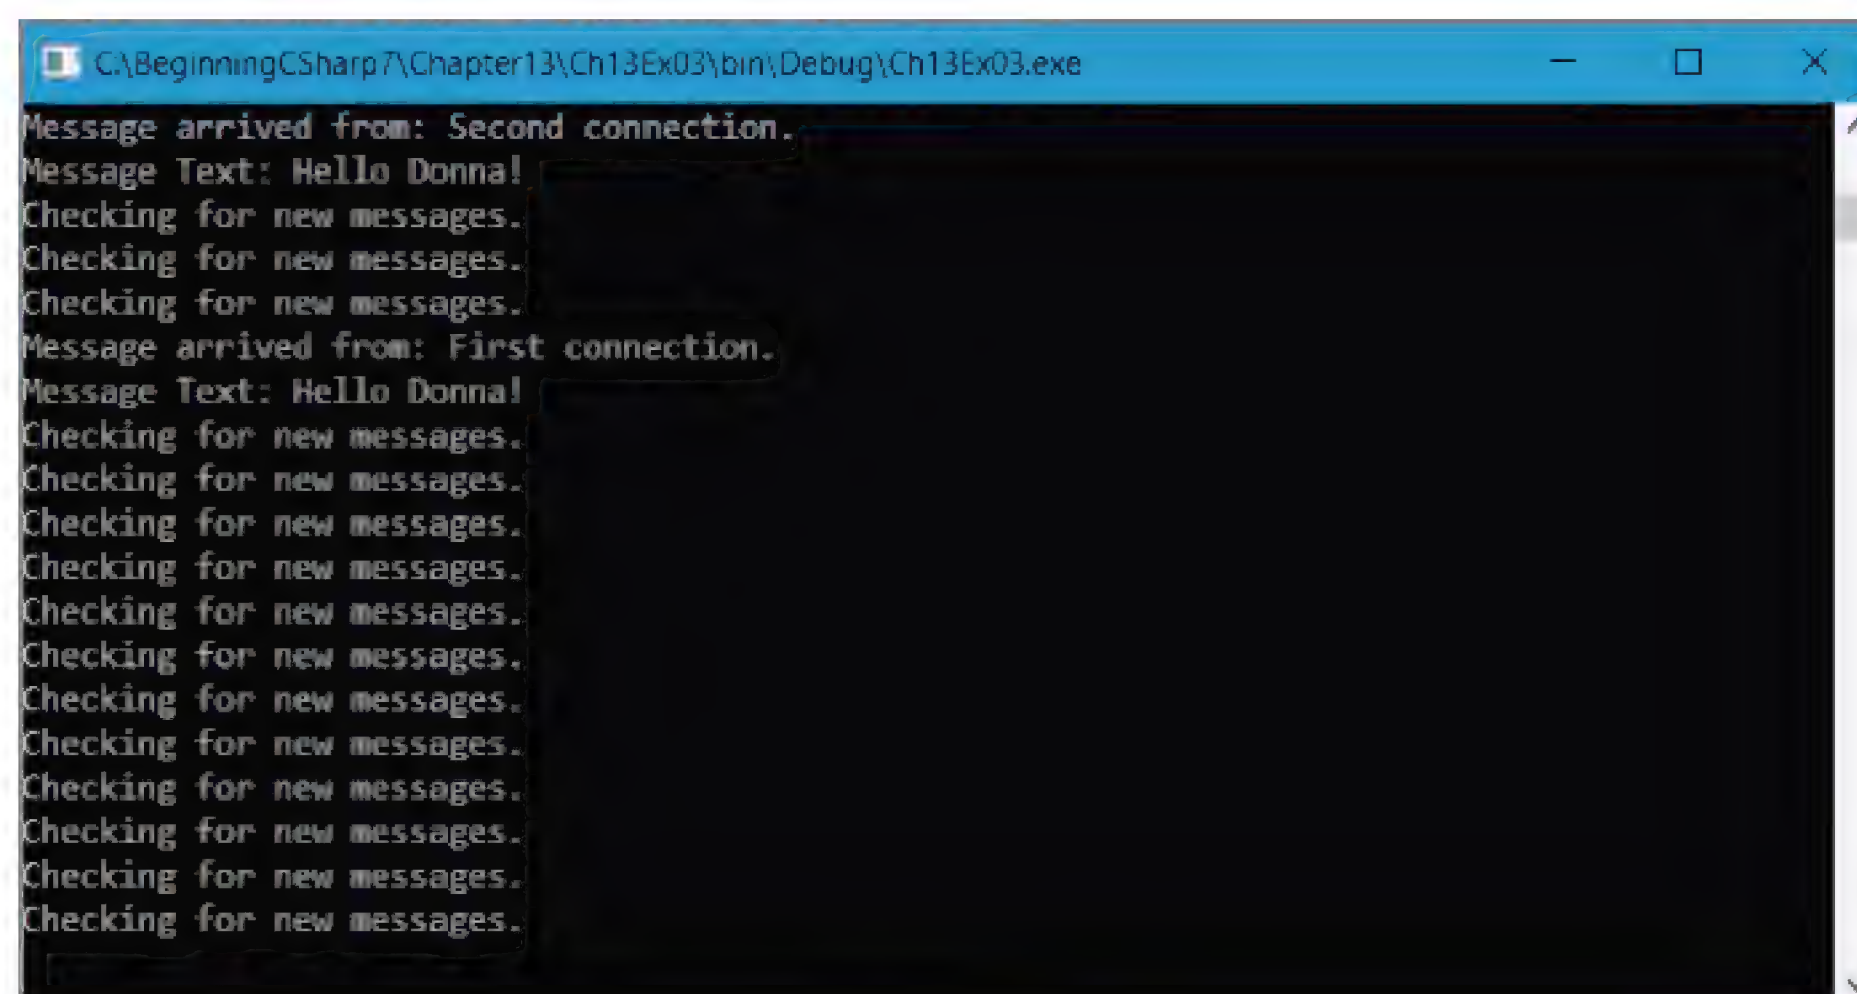 C:\BeginningCSharp7\Chapter13\Ch13Ex03\bin\Debug\Ch13Ex03.exe
Message arrived from: Second connection.
Message Text: Hello Donna!
Checking for new messages.
Checking for new messages.
Checking for new messages.
Message arrived from: First connection.
Message Text: Hello Donna!
Checking for new messages.
Checking for new messages.
Checking for new messages.
Checking for new messages.
Checking for new messages.
Checking for new messages.
Checking for new messages.
Checking for new messages.
Checking for new messages.
Checking for new messages.
Checking for new messages.
Checking for new messages.